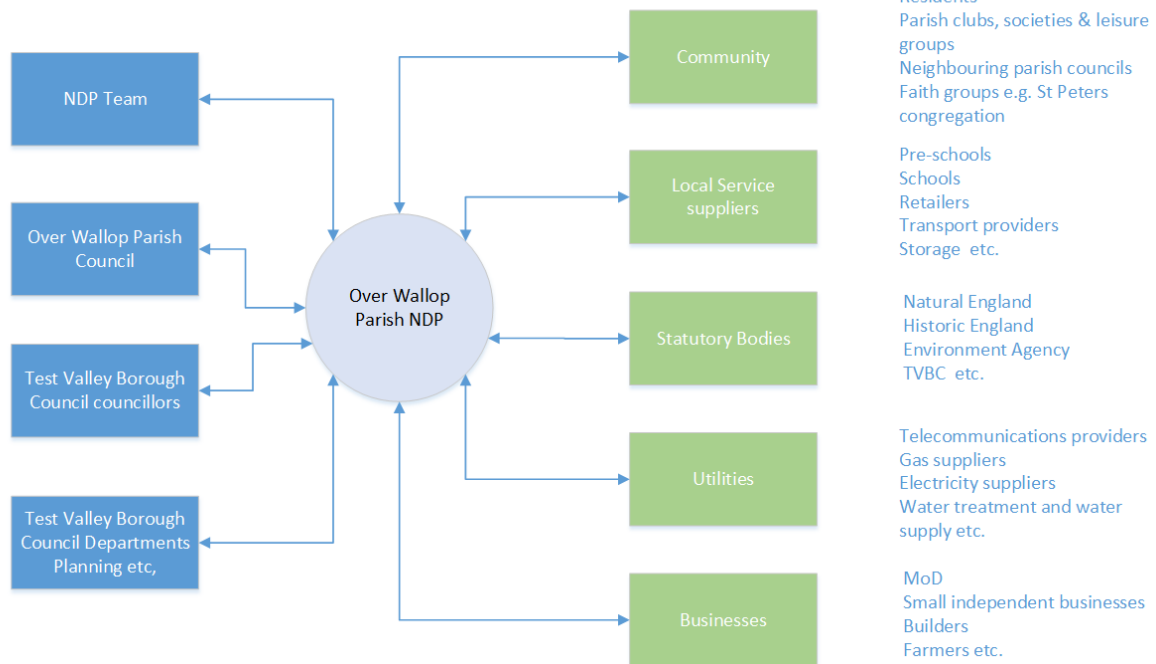 NDP Team
Over Wallop Parish
Council
Test Valley Borough
Council councillors
Test Valley Borough
Council Departments
Planning etc,
Over Wallop
Parish NDP
Community
Residents
Parish clubs, societies & leisure
groups
Neighbouring parish councils
Faith groups e.g. St Peters
congregation
Local Service
suppliers
Pre-schools
Schools
Retailers
Transport providers
Storage etc.
Statutory Bodies
Natural England
Historic England
Environment Agency
TVBC etc.
Utilities
Telecommunications providers
Gas suppliers
Electricity suppliers
Water treatment and water
supply etc.
Businesses
MoD
Small independent businesses
Builders
Farmers etc.